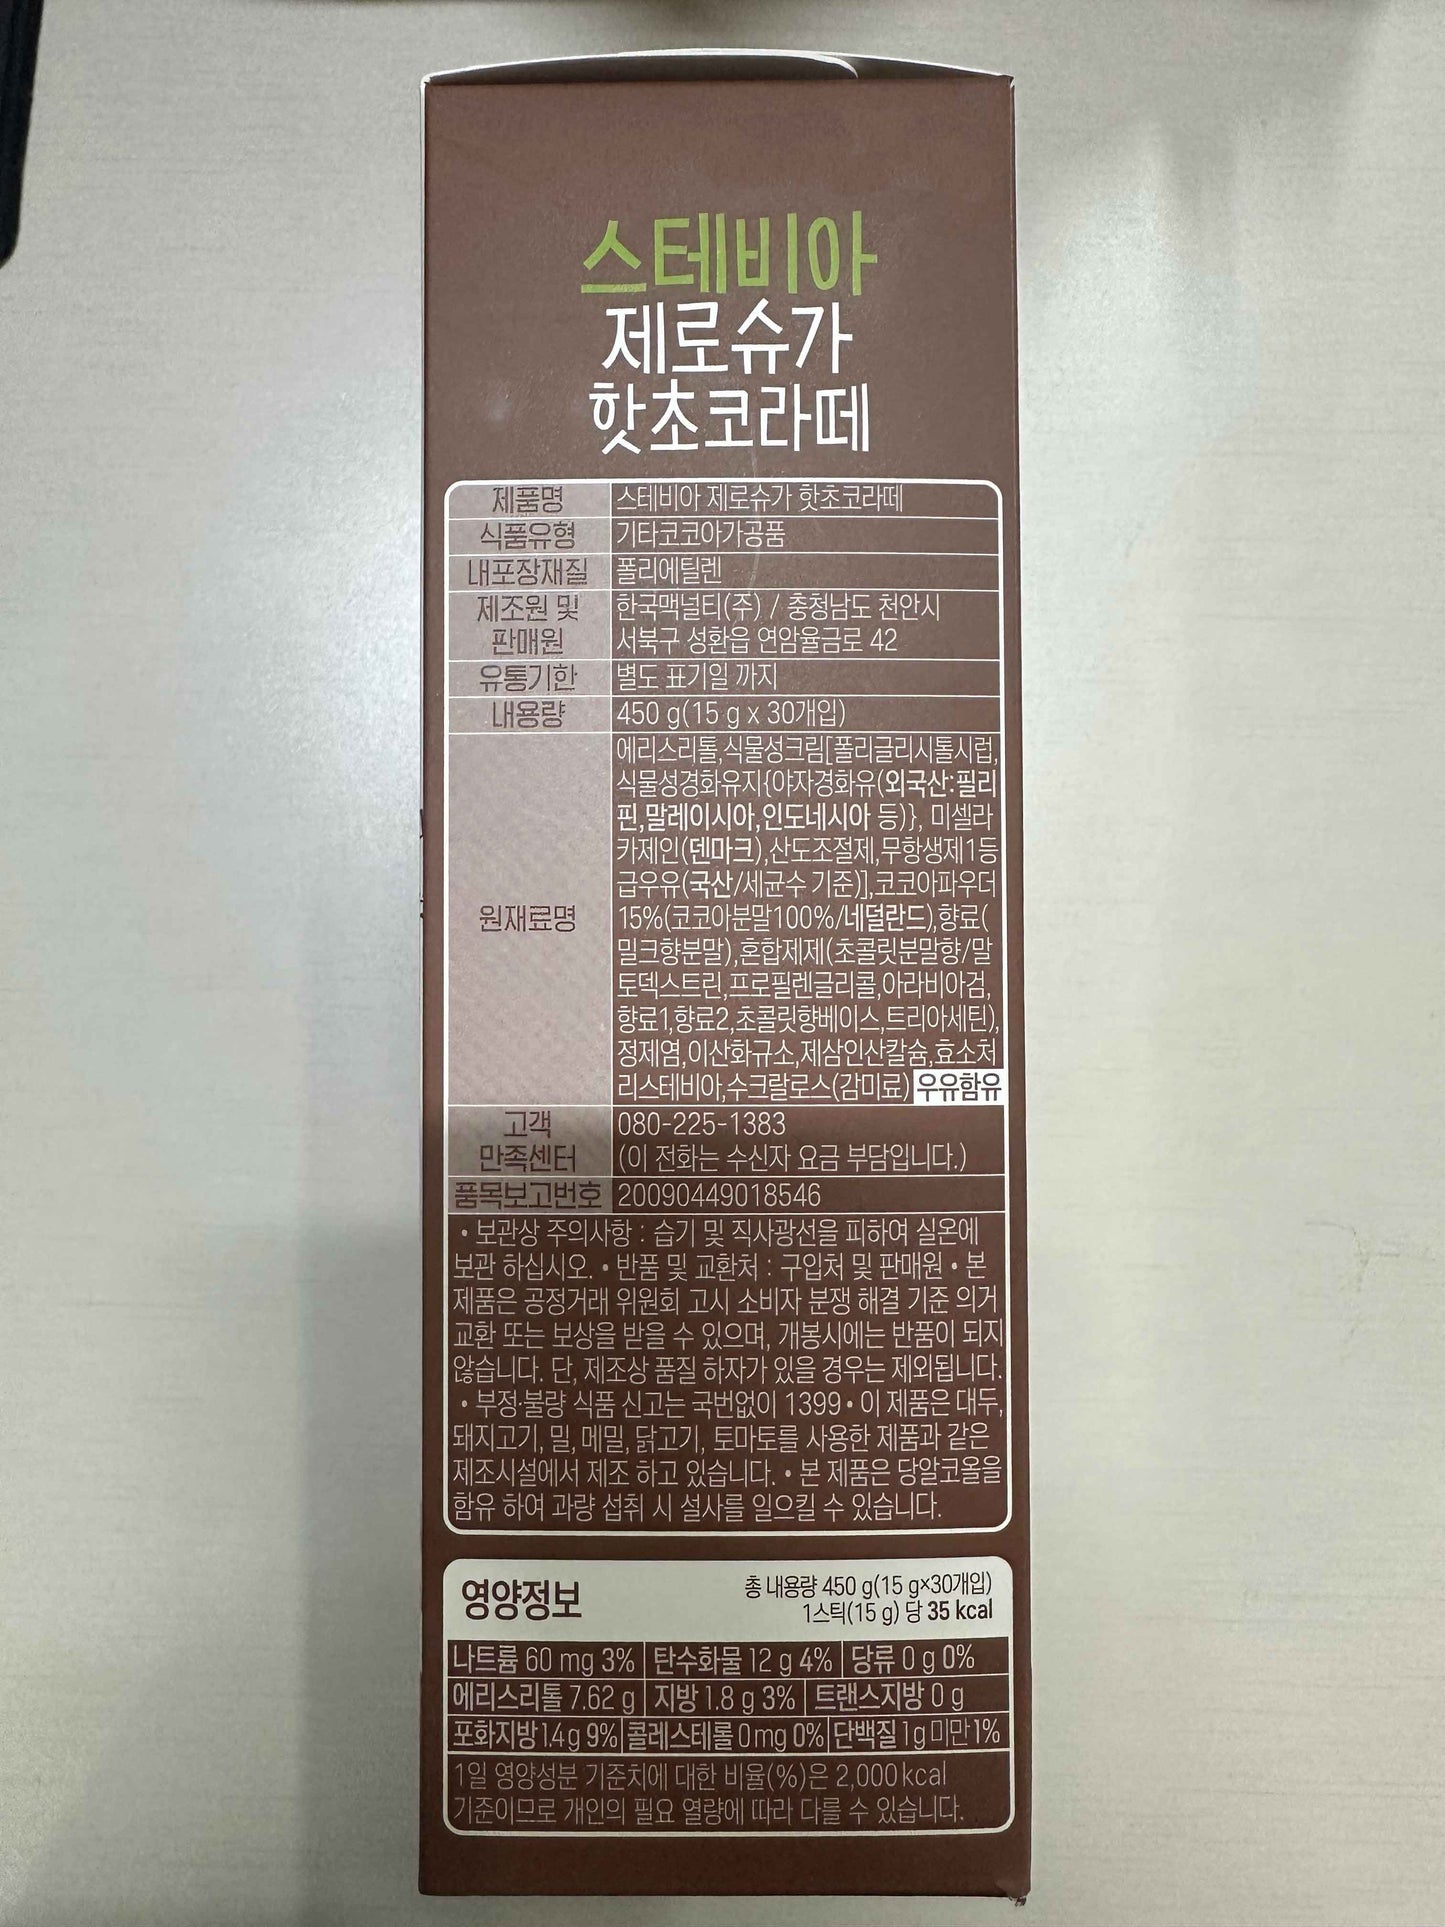 스테비아
제로슈가
핫초코라떼
제품명 스테비아 제로슈가 핫초코라떼
식품유형 기타코코아가공품
내포장재질 폴리에틸렌
제조원 및 한국맥널티(주) / 충청남도 천안시
판매원 서북구 성환읍 연암율금로 42
유통기한 별도 표기일 까지
내용량 450 g(15 g x 30개입)
원재료명
에리스리톨,식물성크림[폴리글리시톨시럽,
식물성경화유지{야자경화유(외국산:필리
핀,말레이시아,인도네시아 등)}, 미셀라
카제인(덴마크),산도조절제,무항생제1등
급우유(국산/세균수 기준)],코코아파우더
15%(코코아분말100%/네덜란드),향료(
밀크향분말),혼합제제(초콜릿분말향/말
토덱스트린,프로필렌글리콜,아라비아검,
향료1,향료2,초콜릿향베이스,트리아세틴),
정제염,이산화규소,제삼인산칼슘,효소처
리스테비아,수크랄로스(감미료) 우유함유
고객 080-225-1383
만족센터 (이 전화는 수신자 요금 부담입니다.)
품목보고번호 20090449018546
• 보관상 주의사항 : 습기 및 직사광선을 피하여 실온에
보관 하십시오. • 반품 및 교환처 : 구입처 및 판매원 • 본
제품은 공정거래 위원회 고시 소비자 분쟁 해결 기준 의거
교환 또는 보상을 받을 수 있으며, 개봉시에는 반품이 되지
않습니다. 단, 제조상 품질 하자가 있을 경우는 제외됩니다.
• 부정·불량 식품 신고는 국번없이 1399 • 이 제품은 대두,
돼지고기, 밀, 메밀, 닭고기, 토마토를 사용한 제품과 같은
제조시설에서 제조 하고 있습니다. • 본 제품은 당알코올을
함유 하여 과량 섭취 시 설사를 일으킬 수 있습니다.
영양정보 총 내용량 450 g(15 g×30개입)
1스틱(15 g) 당 35 kcal
나트륨 60 mg 3% 탄수화물 12 g 4% 당류 0 g 0%
에리스리톨 7.62 g 지방 1.8 g 3% 트랜스지방 0 g
포화지방 1.4 g 9% 콜레스테롤 0 mg 0% 단백질 1 g 미만 1%
1일 영양성분 기준치에 대한 비율(%)은 2,000 kcal
기준이므로 개인의 필요 열량에 따라 다를 수 있습니다.